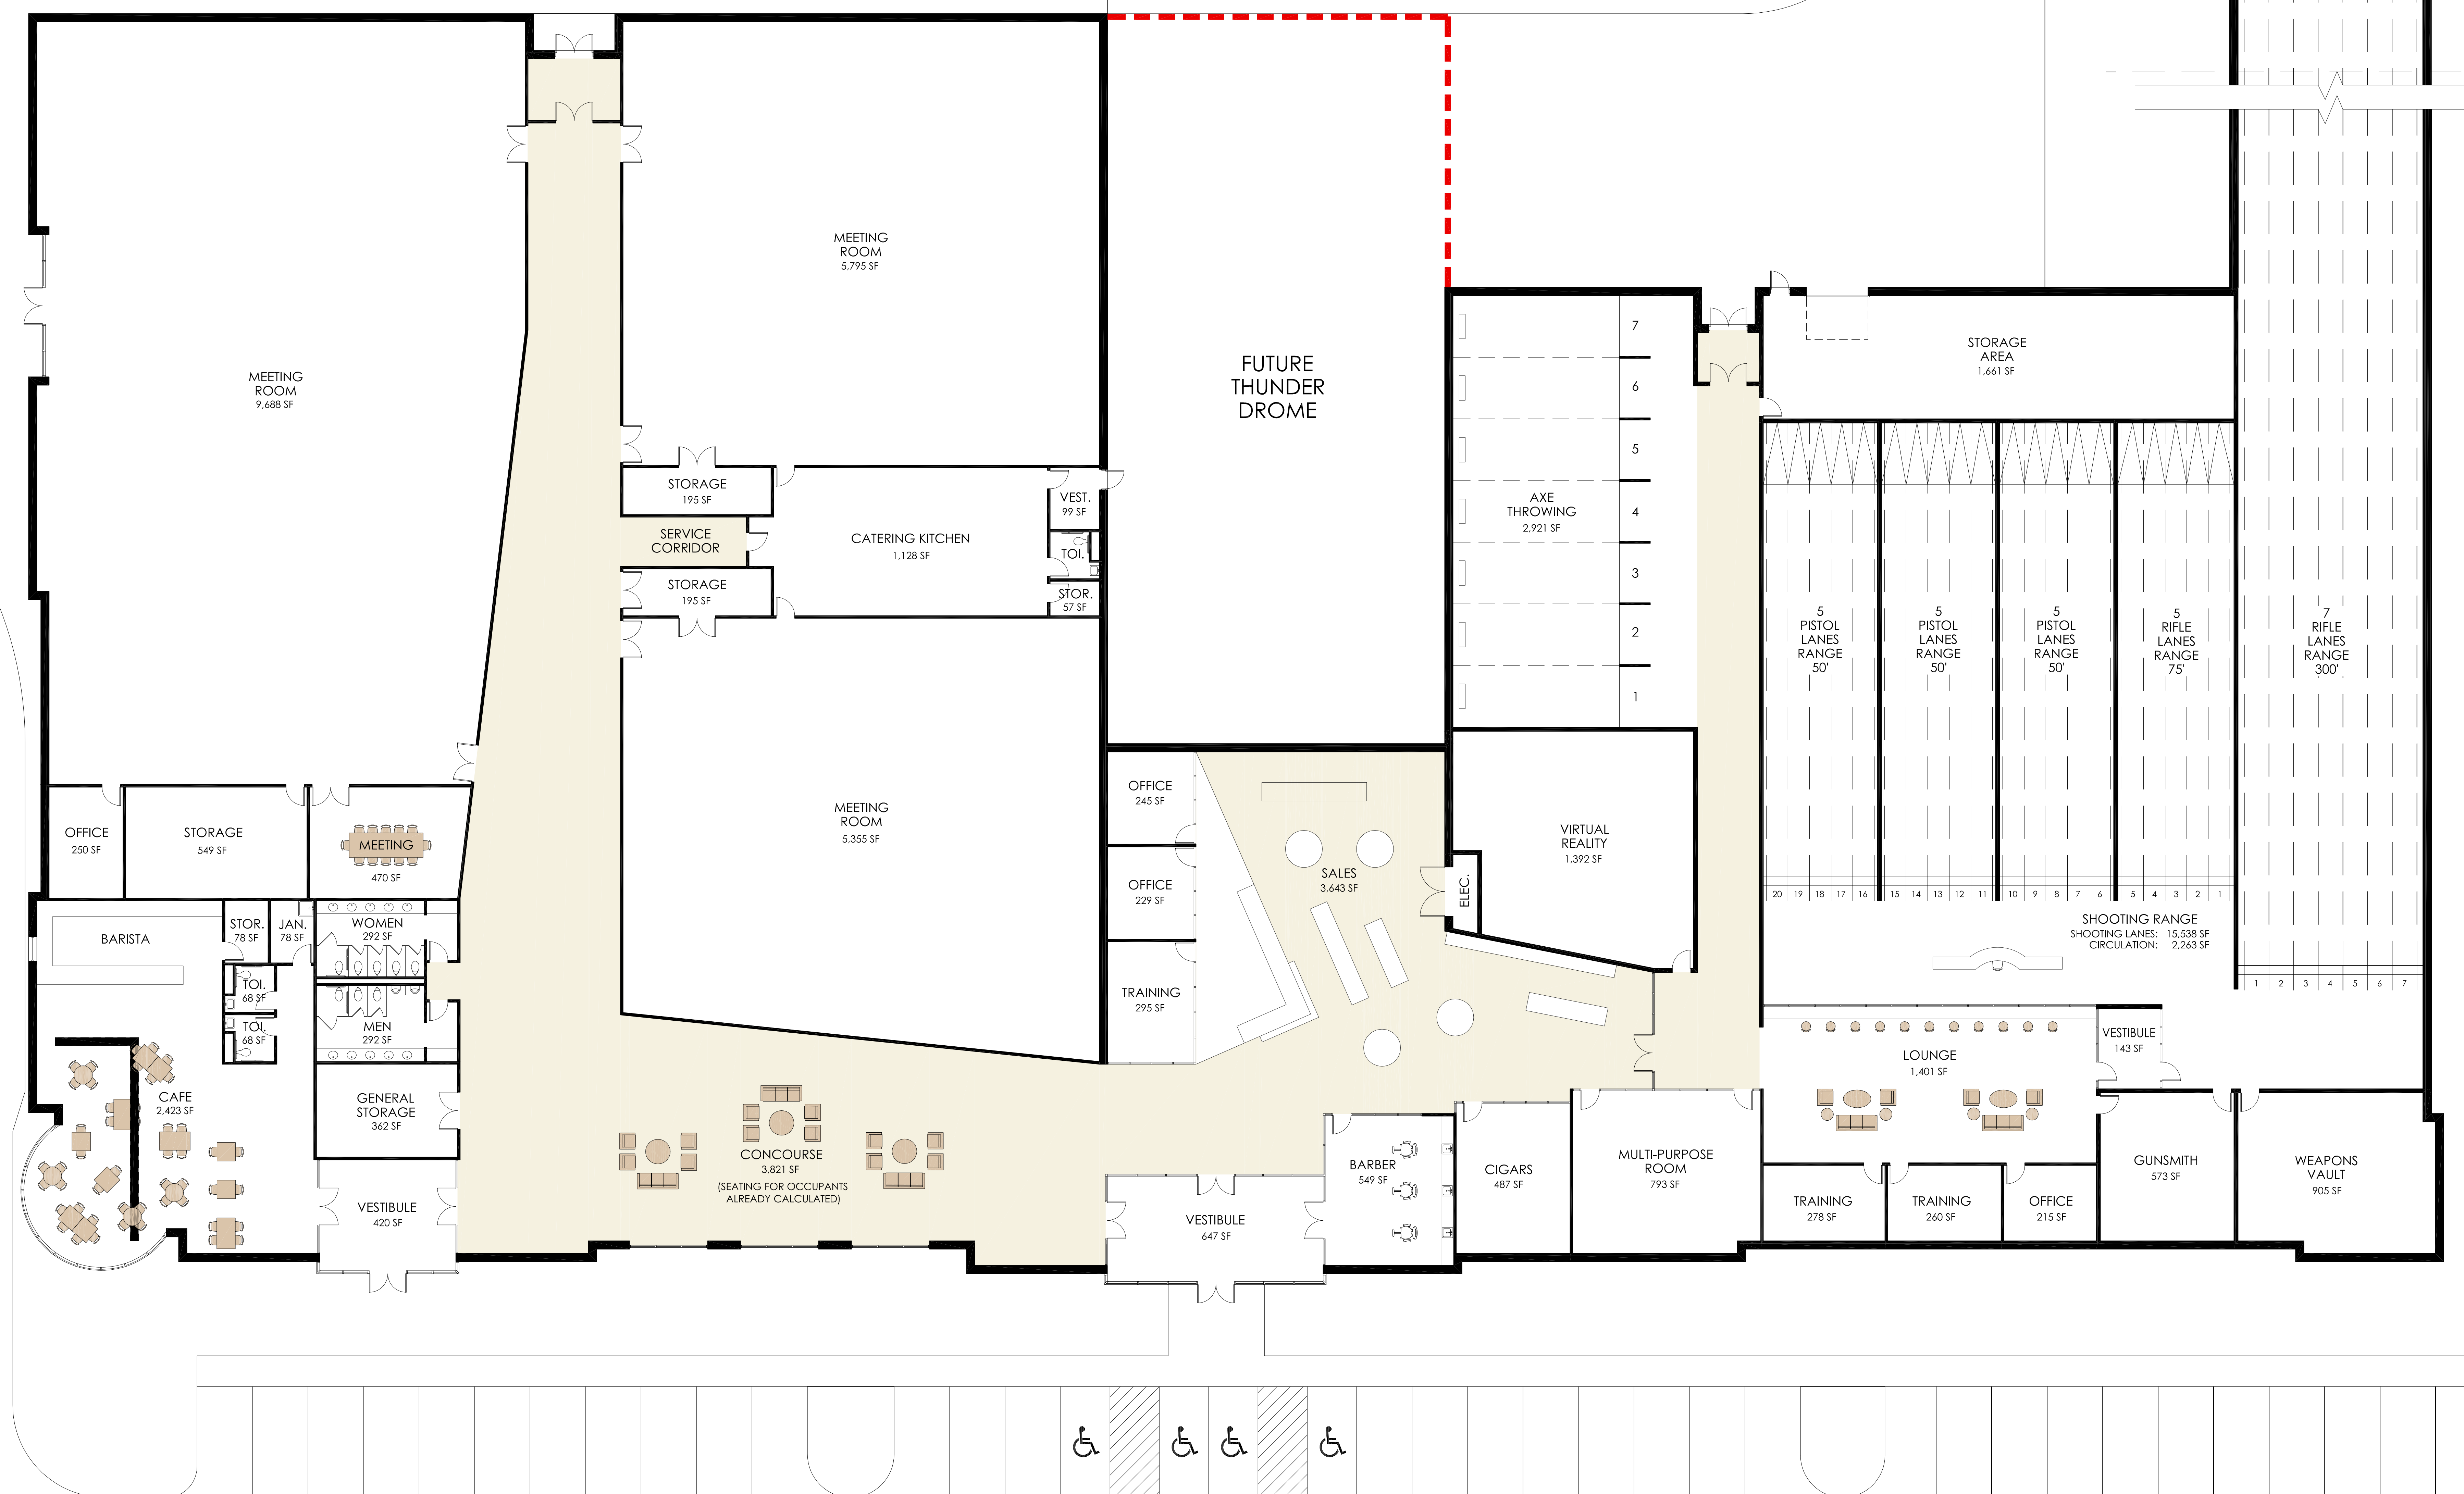 MEETING
ROOM
9,688 SF
MEETING
ROOM
5,795 SF
FUTURE
THUNDER
DROME
STORAGE
195 SF
SERVICE
CORRIDOR
STORAGE
195 SF
CATERING KITCHEN
1,128 SF
VEST.
99 SF
TOI.
STOR.
57 SF
MEETING
ROOM
5,355 SF
AXE
THROWING
2,921 SF
7
6
5
4
3
2
1
STORAGE
AREA
1,661 SF
5
PISTOL
LANES
RANGE
50'
5
PISTOL
LANES
RANGE
50'
5
PISTOL
LANES
RANGE
50'
5
RIFLE
LANES
RANGE
75'
7
RIFLE
LANES
RANGE
300'
20 19 18 17 16 15 14 13 12 11 10 9 8 7 6 5 4 3 2 1
SHOOTING RANGE
SHOOTING LANES: 15,538 SF
CIRCULATION: 2,263 SF
1 2 3 4 5 6 7
OFFICE
250 SF
STORAGE
549 SF
MEETING
470 SF
BARISTA
STOR.
78 SF
JAN.
78 SF
WOMEN
292 SF
TOI.
68 SF
TOI.
68 SF
MEN
292 SF
CAFE
2,423 SF
GENERAL
STORAGE
362 SF
VESTIBULE
420 SF
CONCOURSE
3,821 SF
(SEATING FOR OCCUPANTS
ALREADY CALCULATED)
OFFICE
245 SF
OFFICE
229 SF
TRAINING
295 SF
SALES
3,643 SF
ELEC.
VIRTUAL
REALITY
1,392 SF
VESTIBULE
647 SF
BARBER
549 SF
CIGARS
487 SF
MULTI-PURPOSE
ROOM
793 SF
LOUNGE
1,401 SF
VESTIBULE
143 SF
TRAINING
278 SF
TRAINING
260 SF
OFFICE
215 SF
GUNSMITH
573 SF
WEAPONS
VAULT
905 SF